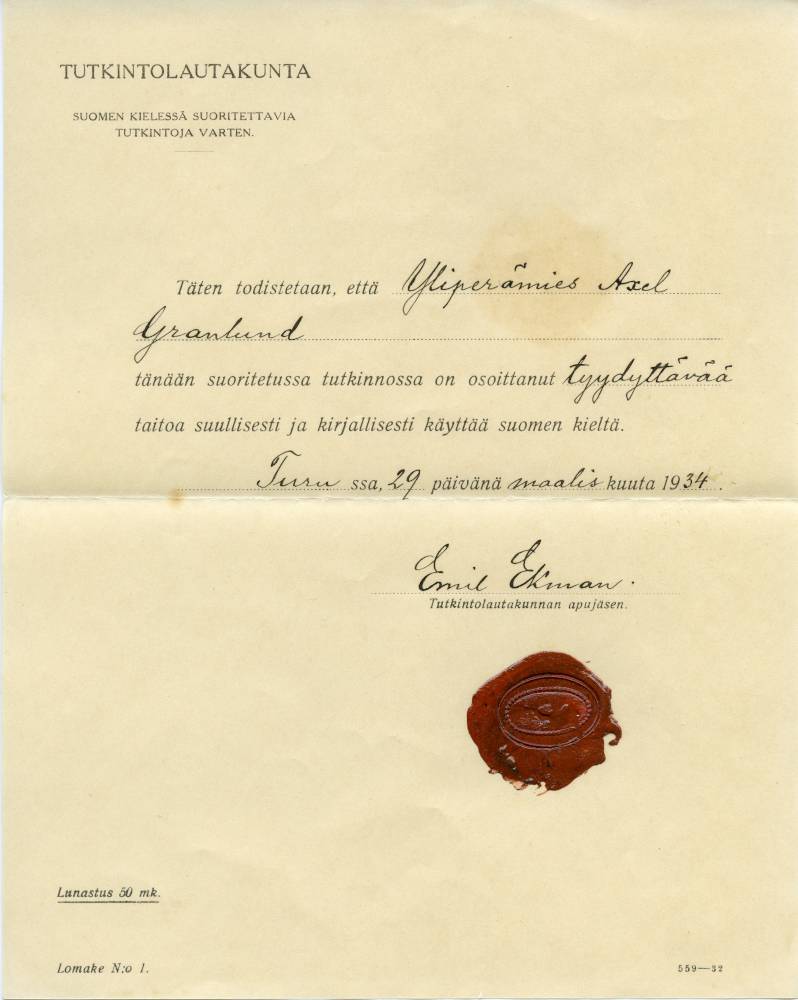 TUTKINTOLAUTAKUNTA
SUOMEN KIELESSÄ SUORITETTAVIA
TUTKINTOJA VARTEN.
Täten todistetaan, että Yliperämies Axel
Granlund
tänään suoritetussa tutkinnossa on osoittanut tyydyttävää
taitoa suullisesti ja kirjallisesti käyttää suomen kieltä.
Turu ssa, 29 päivänä maalis kuuta 1934.
Emil Ekman.
Tutkintolautakunnan apujäsen.
Lunastus 50 mk.
Lomake N:o 1.
559—32